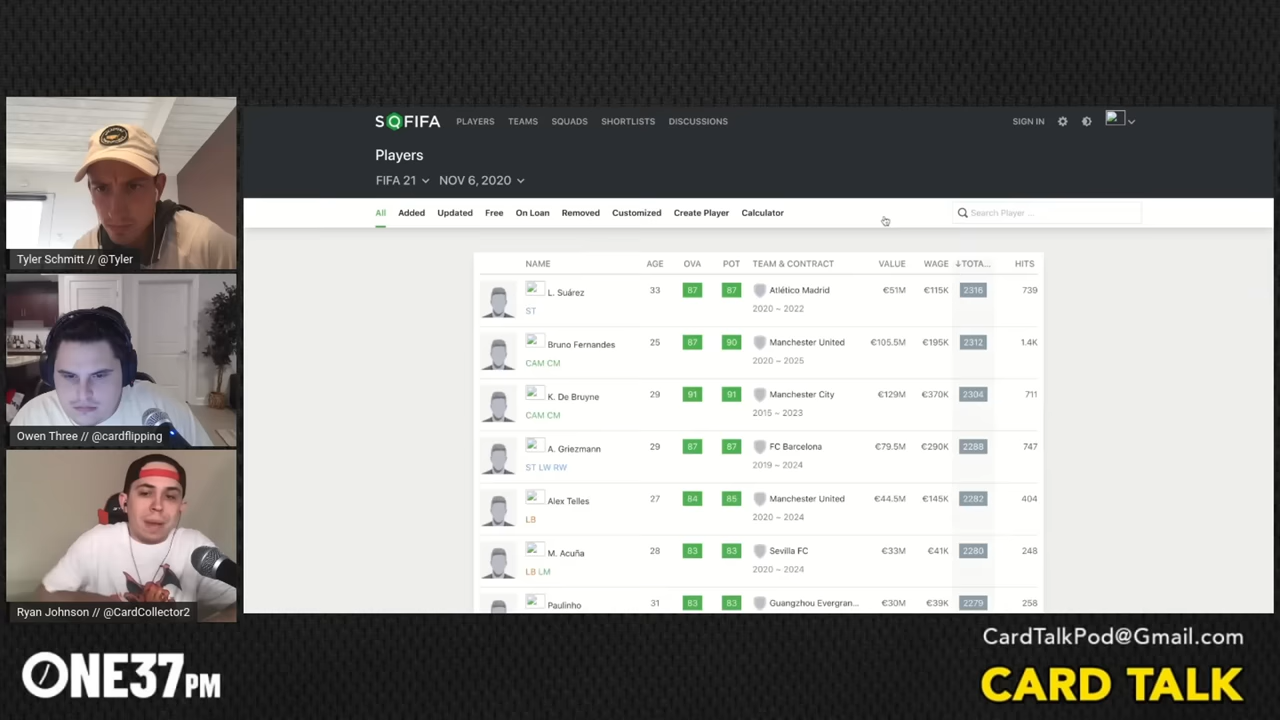 SOFIFA PLAYERS TEAMS SQUADS SHORTLISTS DISCUSSIONS SIGN IN
Players
FIFA 21 NOV 6, 2020
All Added Updated Free On Loan Removed Customized Create Player Calculator Search Player ...
NAME AGE OVA POT TEAM & CONTRACT VALUE WAGE ↓TOTA... HITS
L. Suárez 33 87 87 Atlético Madrid €51M €115K 2316 739
ST 2020 ~ 2022
Bruno Fernandes 25 87 90 Manchester United €105.5M €195K 2312 1.4K
CAM CM 2020 ~ 2025
K. De Bruyne 29 91 91 Manchester City €129M €370K 2304 711
CAM CM 2015 ~ 2023
A. Griezmann 29 87 87 FC Barcelona €79.5M €290K 2288 747
ST LW RW 2019 ~ 2024
Alex Telles 27 84 85 Manchester United €44.5M €145K 2282 404
LB 2020 ~ 2024
M. Acuña 28 83 83 Sevilla FC €33M €41K 2280 248
LB LM 2020 ~ 2024
Paulinho 31 83 83 Guangzhou Evergran... €30M €39K 2279 258
Tyler Schmitt // @Tyler
Owen Three // @cardflipping
Ryan Johnson // @CardCollector2
ONE37PM
CardTalkPod@Gmail.com
CARD TALK